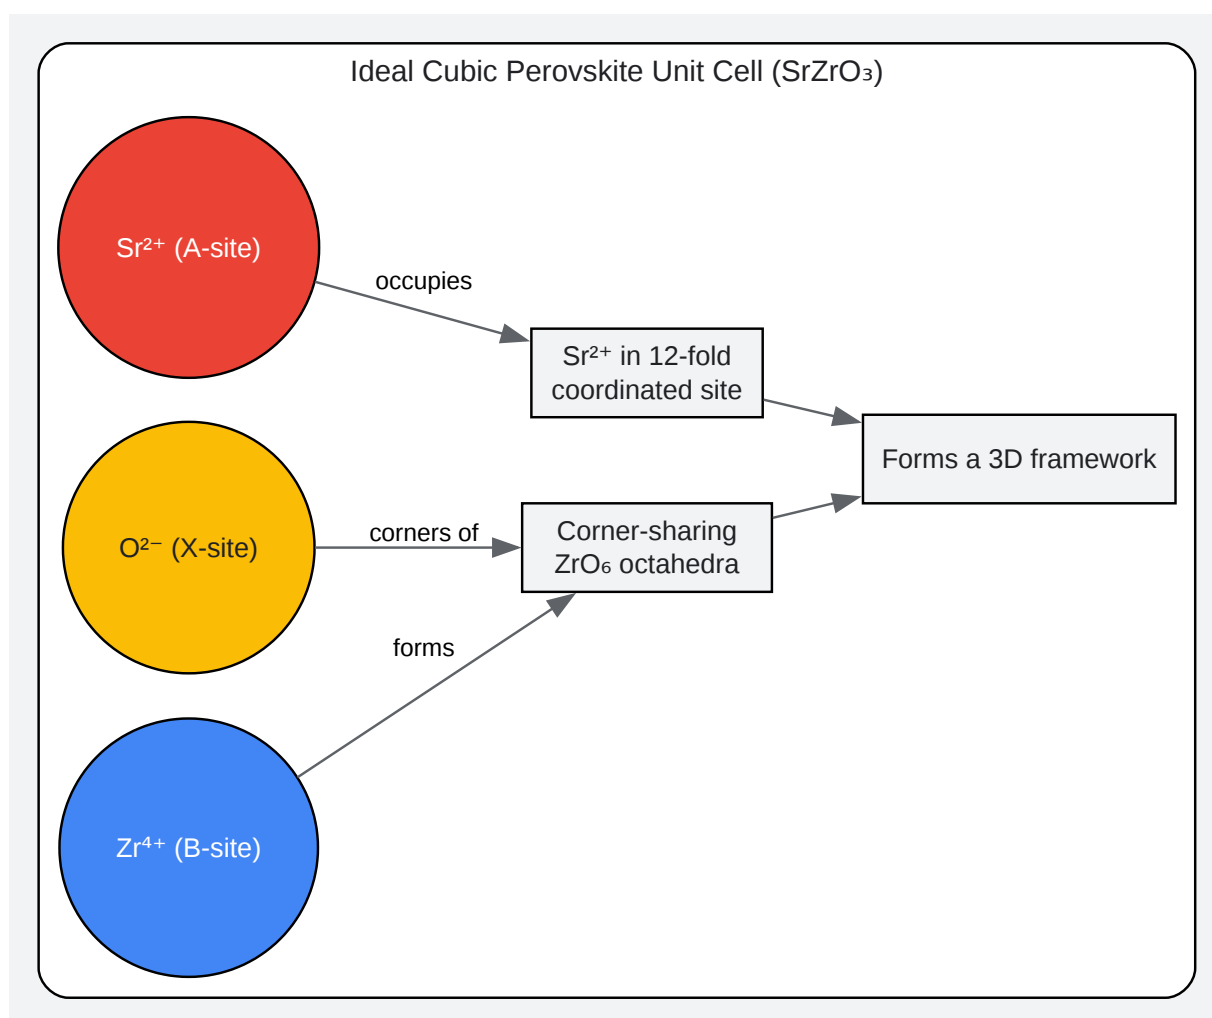 Ideal Cubic Perovskite Unit Cell (SrZrO₃)
Sr²⁺ (A-site)
occupies
Sr²⁺ in 12-fold
coordinated site
Forms a 3D framework
O²⁻ (X-site)
corners of
Corner-sharing
ZrO₆ octahedra
forms
Zr⁴⁺ (B-site)